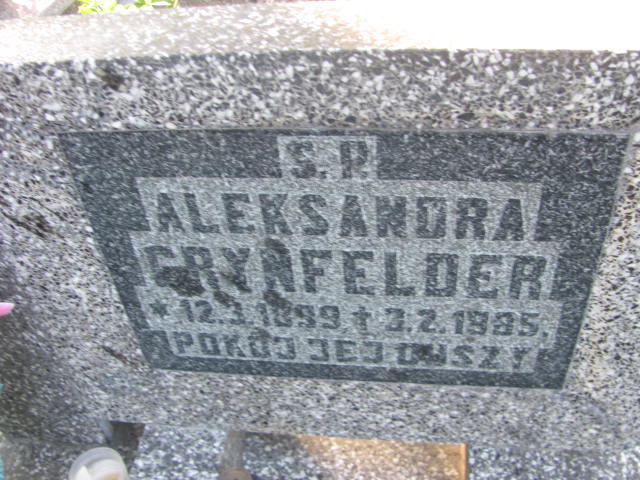 S.P.
ALEKSANDRA
GRYNFELDER
* 12.3.1899 † 3.2.1985.
POKÓJ JEJ DUSZY